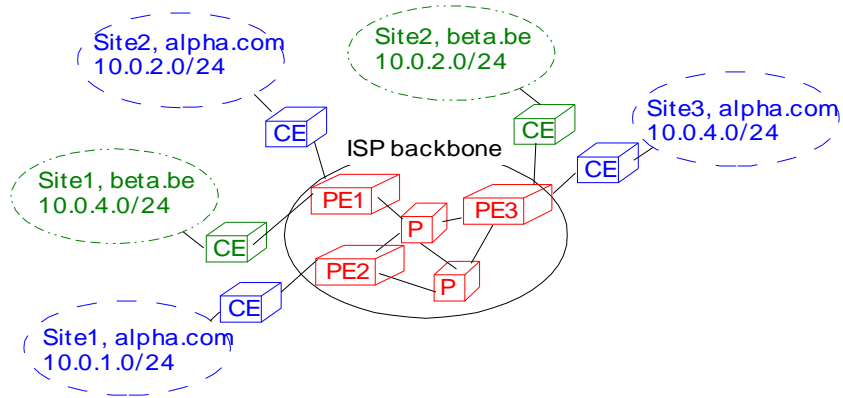 Site2, alpha.com
10.0.2.0/24
Site2, beta.be
10.0.2.0/24
Site3, alpha.com
10.0.4.0/24
CE
CE
CE
ISP backbone
Site1, beta.be
10.0.4.0/24
PE1
P
PE3
CE
PE2
P
CE
Site1, alpha.com
10.0.1.0/24